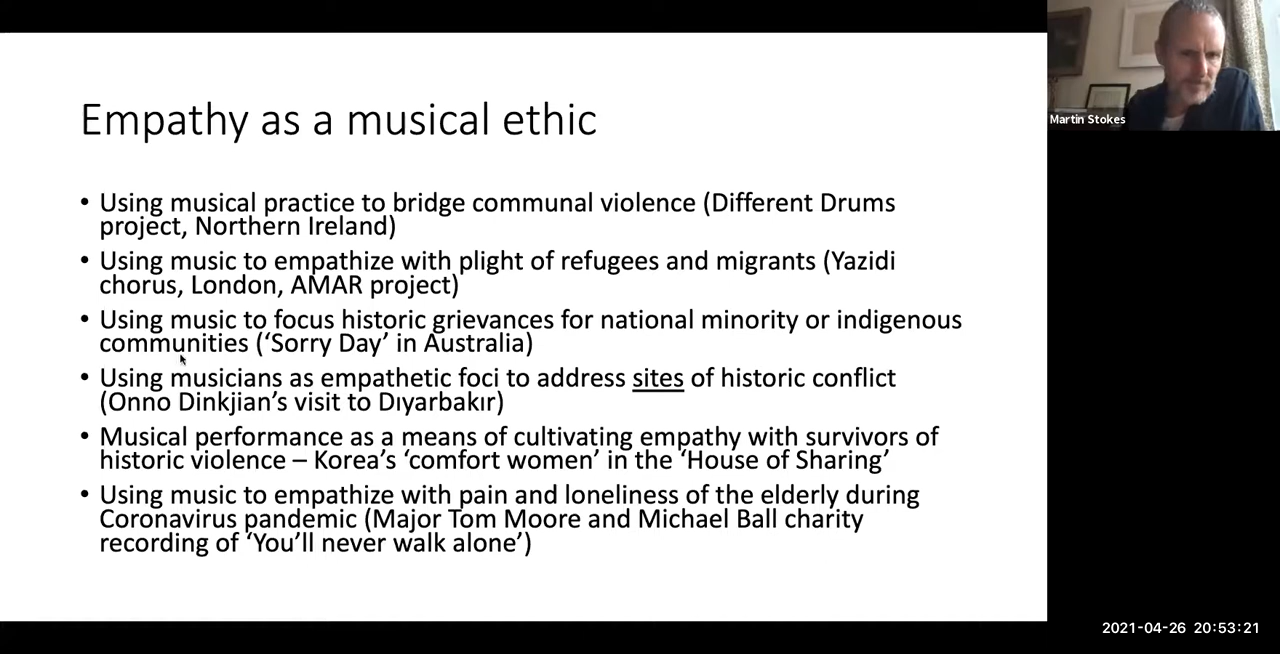 Empathy as a musical ethic
• Using musical practice to bridge communal violence (Different Drums
project, Northern Ireland)
• Using music to empathize with plight of refugees and migrants (Yazidi
chorus, London, AMAR project)
• Using music to focus historic grievances for national minority or indigenous
communities (‘Sorry Day’ in Australia)
• Using musicians as empathetic foci to address sites of historic conflict
(Onno Dinkjian’s visit to Dıyarbakır)
• Musical performance as a means of cultivating empathy with survivors of
historic violence – Korea’s ‘comfort women’ in the ‘House of Sharing’
• Using music to empathize with pain and loneliness of the elderly during
Coronavirus pandemic (Major Tom Moore and Michael Ball charity
recording of ‘You’ll never walk alone’)
Martin Stokes
2021-04-26 20:53:21